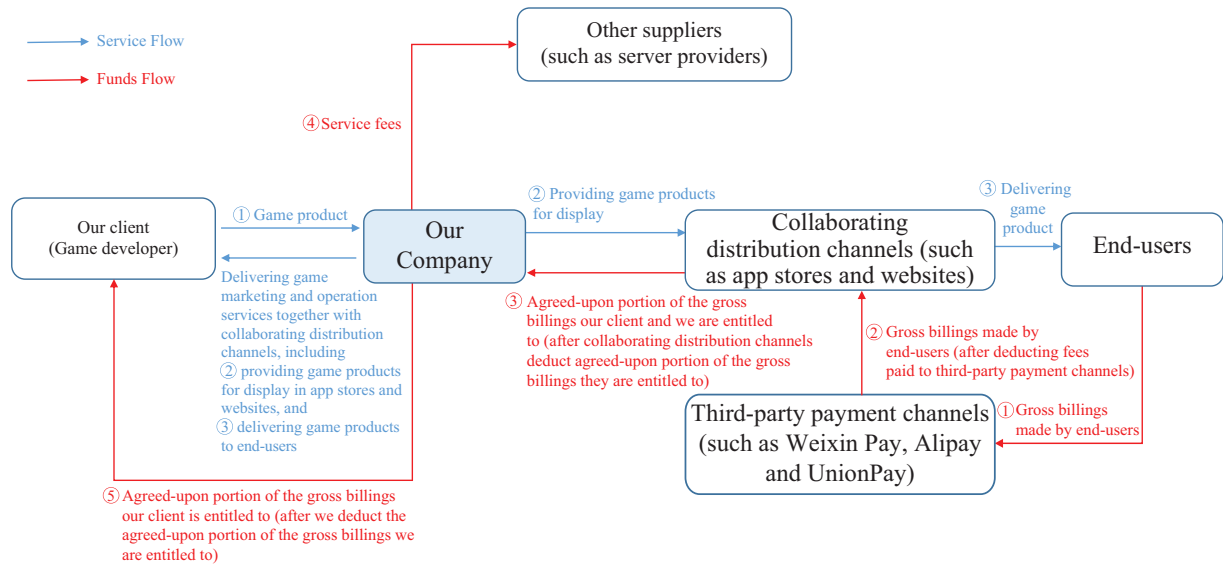 Service Flow
Funds Flow
Other suppliers
(such as server providers)
④ Service fees
Our client
(Game developer)
① Game product
Our
Company
② Providing game products
for display
Collaborating
distribution channels (such
as app stores and websites)
③ Delivering
game
product
End-users
Delivering game
marketing and operation
services together with
collaborating distribution
channels, including
② providing game products
for display in app stores and
websites, and
③ delivering game products
to end-users
③ Agreed-upon portion of the gross
billings our client and we are entitled
to (after collaborating distribution channels
deduct agreed-upon portion of the gross
billings they are entitled to)
② Gross billings made by
end-users (after deducting fees
paid to third-party payment channels)
Third-party payment channels
(such as Weixin Pay, Alipay
and UnionPay)
① Gross billings
made by end-users
⑤ Agreed-upon portion of the gross billings
our client is entitled to (after we deduct the
agreed-upon portion of the gross billings we
are entitled to)